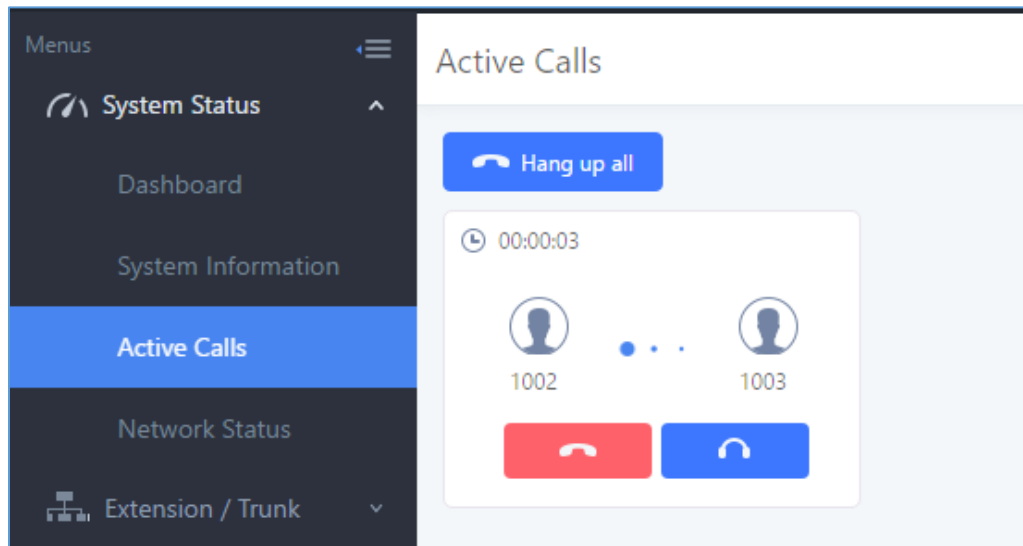 Menus
System Status
Dashboard
System Information
Active Calls
Network Status
Extension / Trunk
Active Calls
Hang up all
00:00:03
1002
1003